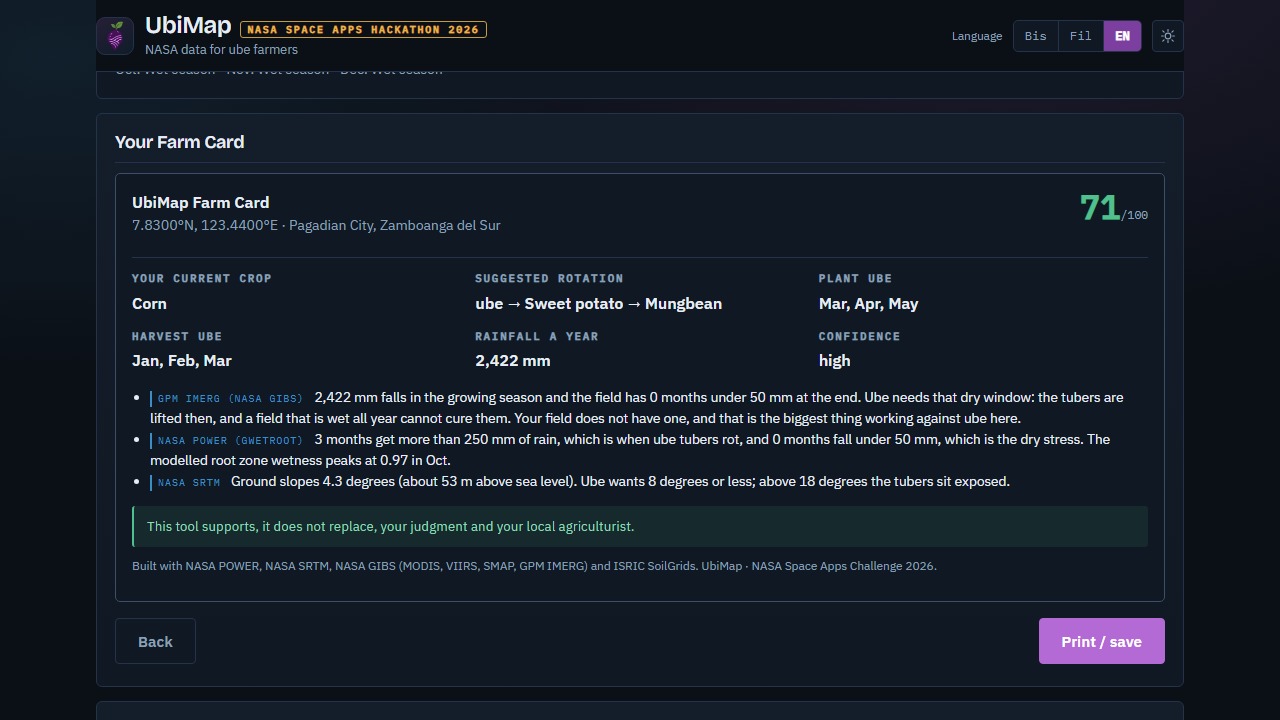 UbiMap NASA SPACE APPS HACKATHON 2026
NASA data for ube farmers
Language Bis Fil EN
Your Farm Card
UbiMap Farm Card
7.8300°N, 123.4400°E · Pagadian City, Zamboanga del Sur
71/100
YOUR CURRENT CROP SUGGESTED ROTATION PLANT UBE
Corn ube → Sweet potato → Mungbean Mar, Apr, May
HARVEST UBE RAINFALL A YEAR CONFIDENCE
Jan, Feb, Mar 2,422 mm high
• GPM IMERG (NASA GIBS) 2,422 mm falls in the growing season and the field has 0 months under 50 mm at the end. Ube needs that dry window: the tubers are
lifted then, and a field that is wet all year cannot cure them. Your field does not have one, and that is the biggest thing working against ube here.
• NASA POWER (GWETROOT) 3 months get more than 250 mm of rain, which is when ube tubers rot, and 0 months fall under 50 mm, which is the dry stress. The
modelled root zone wetness peaks at 0.97 in Oct.
• NASA SRTM Ground slopes 4.3 degrees (about 53 m above sea level). Ube wants 8 degrees or less; above 18 degrees the tubers sit exposed.
This tool supports, it does not replace, your judgment and your local agriculturist.
Built with NASA POWER, NASA SRTM, NASA GIBS (MODIS, VIIRS, SMAP, GPM IMERG) and ISRIC SoilGrids. UbiMap · NASA Space Apps Challenge 2026.
Back Print / save